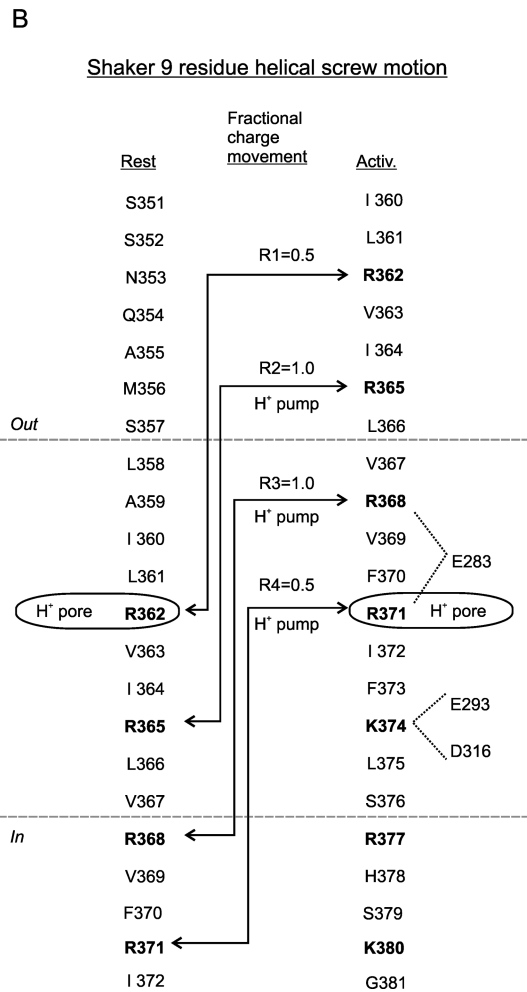 B
Shaker 9 residue helical screw motion
Fractional
charge
movement
Rest
Activ.
S351
I 360
S352
L361
R1=0.5
N353
R362
Q354
V363
A355
I 364
R2=1.0
M356
R365
H⁺ pump
Out
S357
L366
L358
V367
R3=1.0
A359
R368
H⁺ pump
I 360
V369
E283
L361
F370
R4=0.5
H⁺ pore
R362
R371
H⁺ pore
H⁺ pump
V363
I 372
I 364
F373
E293
R365
K374
D316
L366
L375
V367
S376
In
R368
R377
V369
H378
F370
S379
R371
K380
I 372
G381